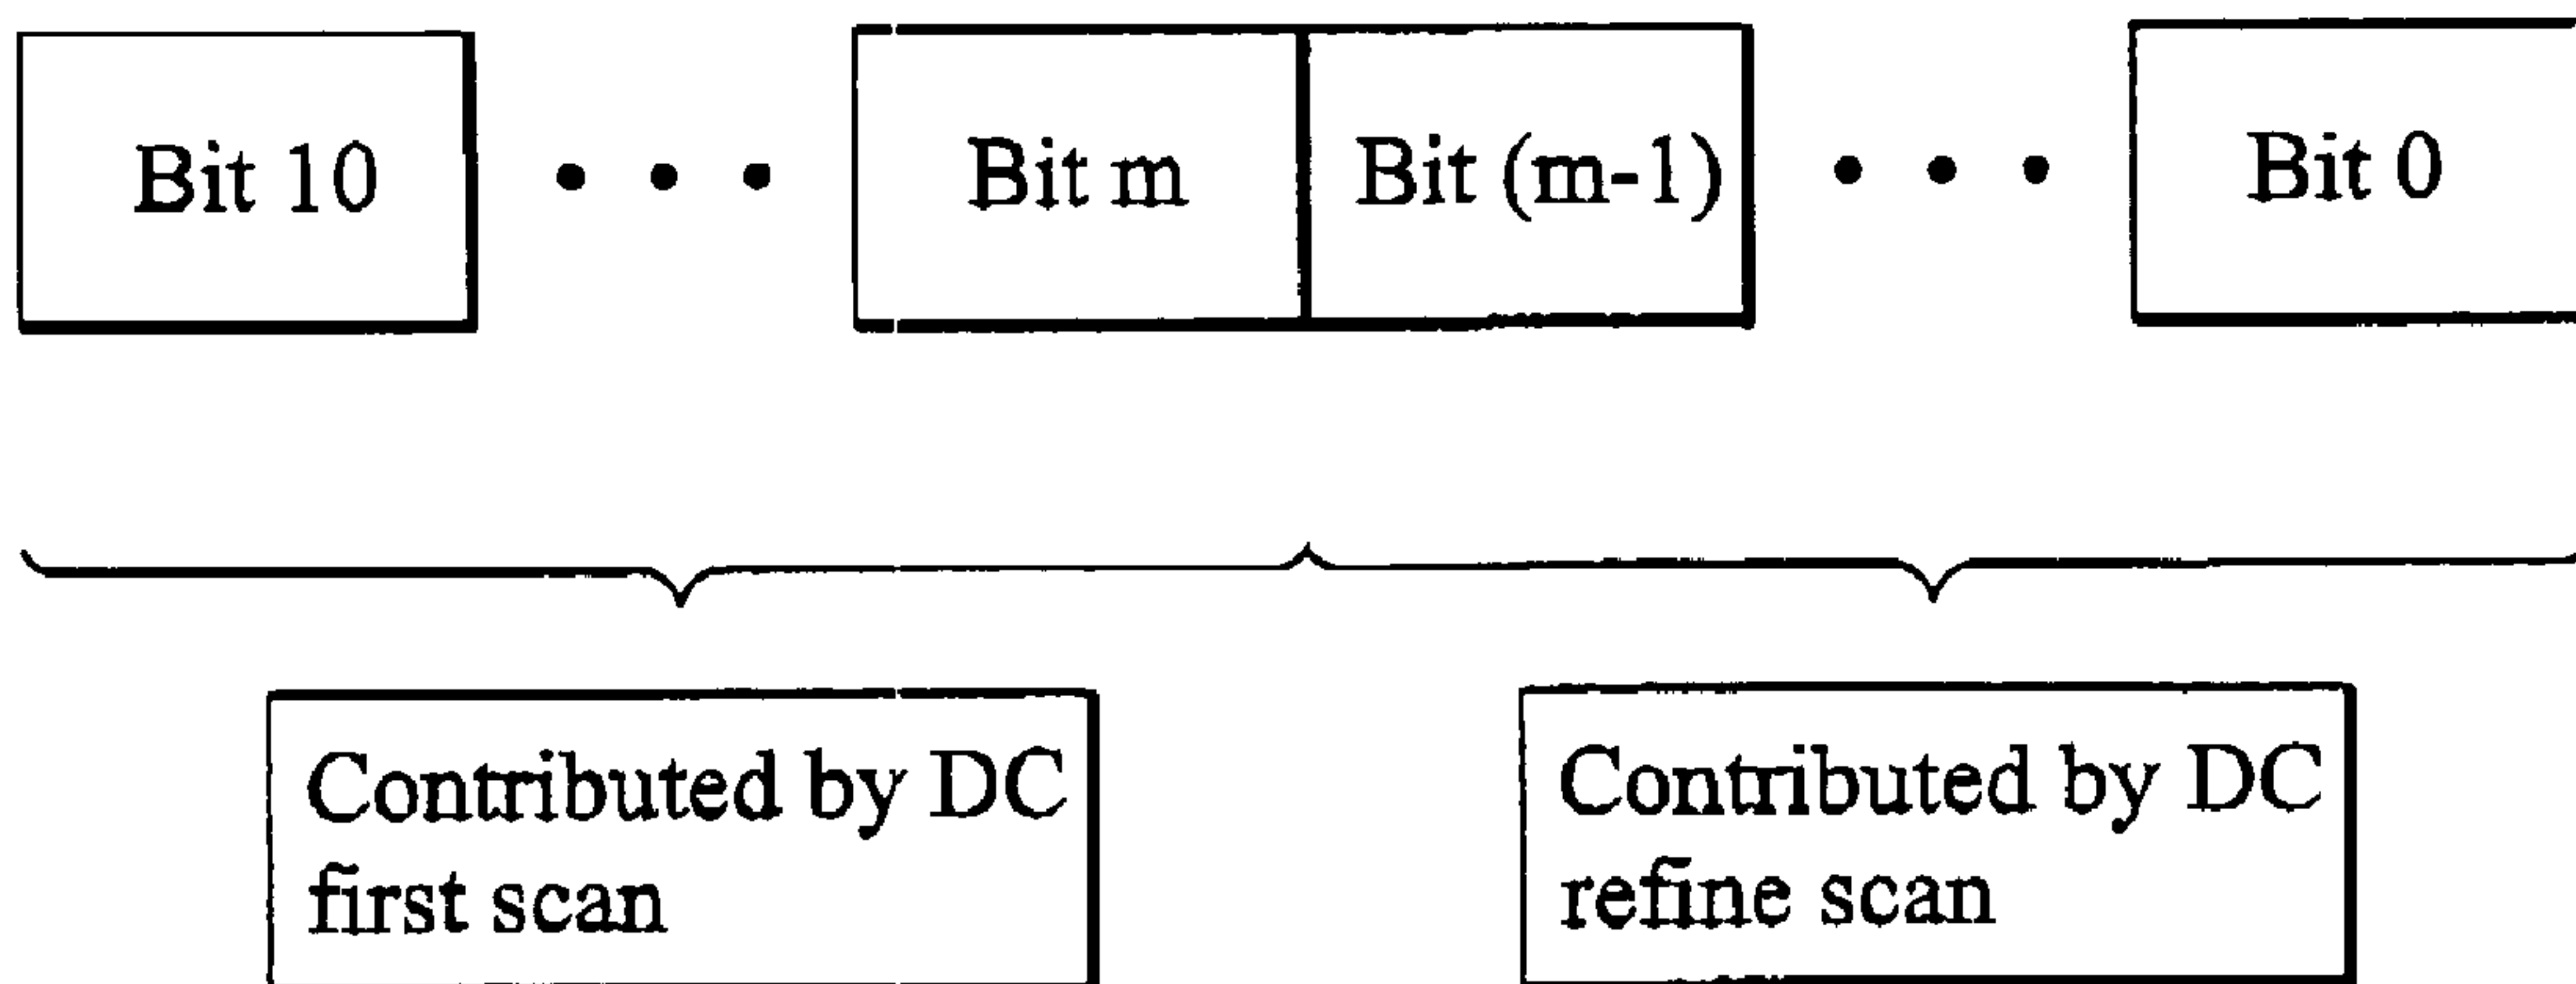 Bit 10 • • • Bit m Bit (m-1) • • • Bit 0
Contributed by DC
first scan
Contributed by DC
refine scan